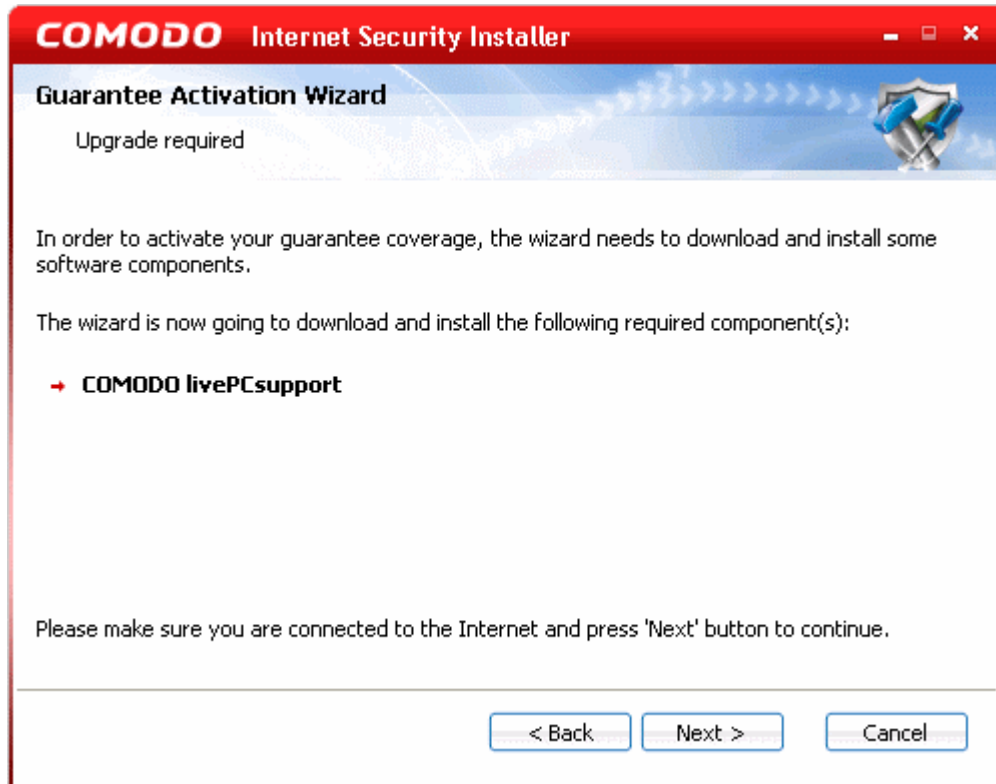 COMODO Internet Security Installer
Guarantee Activation Wizard
Upgrade required
In order to activate your guarantee coverage, the wizard needs to download and install some
software components.
The wizard is now going to download and install the following required component(s):
COMODO livePCsupport
Please make sure you are connected to the Internet and press 'Next' button to continue.
< Back Next > Cancel